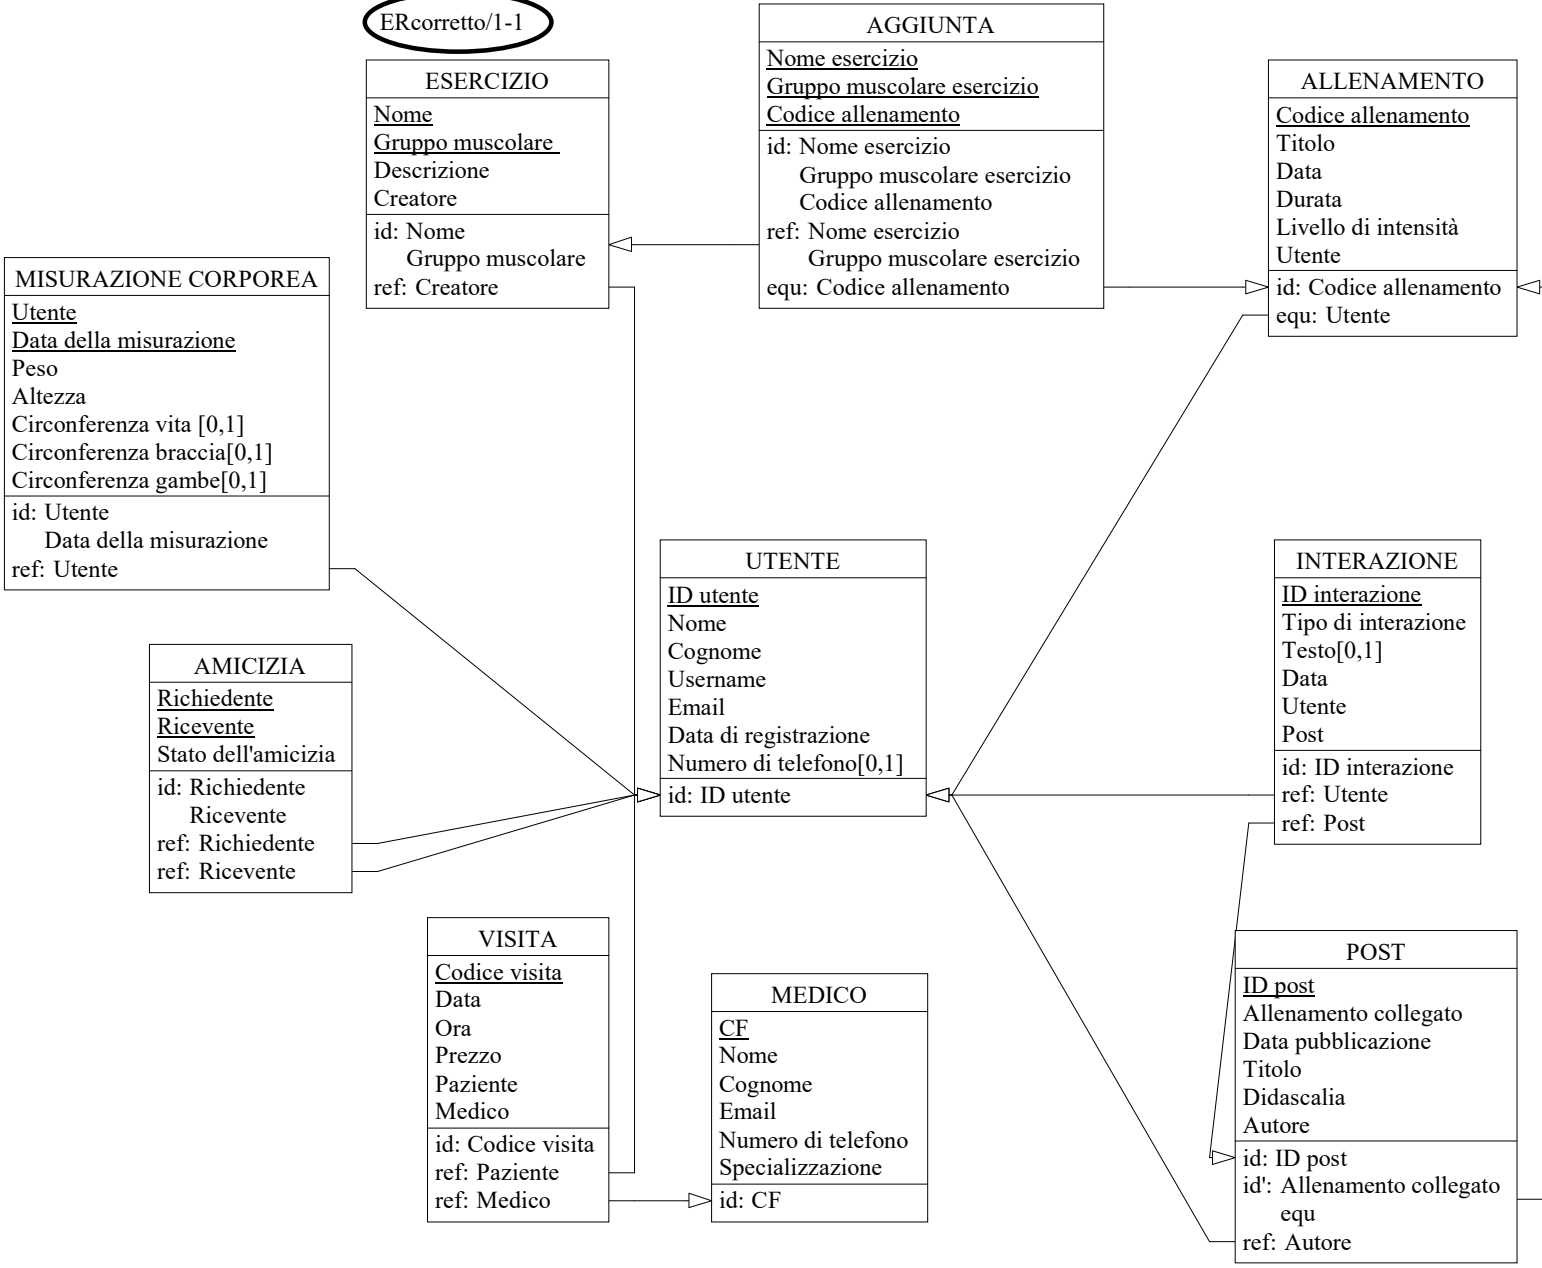 ERcorretto/1-1
ESERCIZIO
Nome
Gruppo muscolare
Descrizione
Creatore
id: Nome
Gruppo muscolare
ref: Creatore
AGGIUNTA
Nome esercizio
Gruppo muscolare esercizio
Codice allenamento
id: Nome esercizio
Gruppo muscolare esercizio
Codice allenamento
ref: Nome esercizio
Gruppo muscolare esercizio
equ: Codice allenamento
ALLENAMENTO
Codice allenamento
Titolo
Data
Durata
Livello di intensità
Utente
id: Codice allenamento
equ: Utente
MISURAZIONE CORPOREA
Utente
Data della misurazione
Peso
Altezza
Circonferenza vita [0,1]
Circonferenza braccia[0,1]
Circonferenza gambe[0,1]
id: Utente
Data della misurazione
ref: Utente
UTENTE
ID utente
Nome
Cognome
Username
Email
Data di registrazione
Numero di telefono[0,1]
id: ID utente
INTERAZIONE
ID interazione
Tipo di interazione
Testo[0,1]
Data
Utente
Post
id: ID interazione
ref: Utente
ref: Post
AMICIZIA
Richiedente
Ricevente
Stato dell'amicizia
id: Richiedente
Ricevente
ref: Richiedente
ref: Ricevente
VISITA
Codice visita
Data
Ora
Prezzo
Paziente
Medico
id: Codice visita
ref: Paziente
ref: Medico
MEDICO
CF
Nome
Cognome
Email
Numero di telefono
Specializzazione
id: CF
POST
ID post
Allenamento collegato
Data pubblicazione
Titolo
Didascalia
Autore
id: ID post
id': Allenamento collegato
equ
ref: Autore